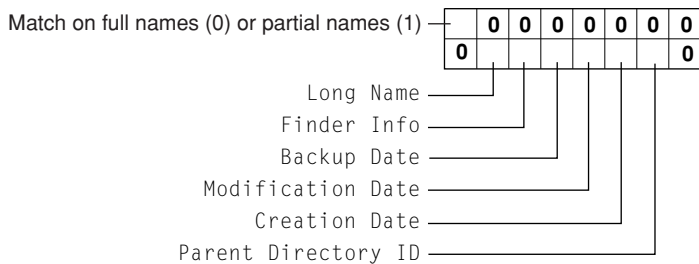 Match on full names (0) or partial names (1) 0 0 0 0 0 0 0
0 0
Long Name
Finder Info
Backup Date
Modification Date
Creation Date
Parent Directory ID